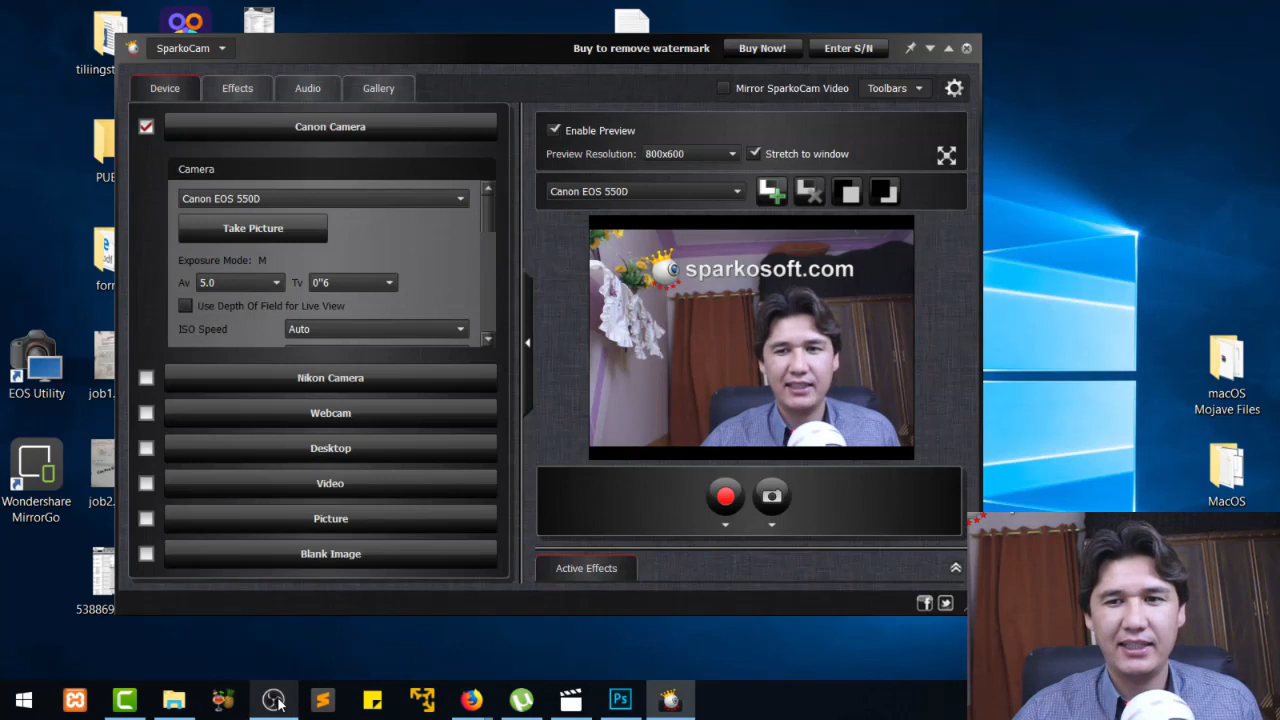 SparkoCam
Buy to remove watermark
Buy Now!
Enter S/N
Device
Effects
Audio
Gallery
Mirror SparkoCam Video
Toolbars
Canon Camera
Camera
Canon EOS 550D
Take Picture
Exposure Mode: M
Av 5.0
Tv 0"6
Use Depth Of Field for Live View
ISO Speed
Auto
Nikon Camera
Webcam
Desktop
Video
Picture
Blank Image
Enable Preview
Preview Resolution: 800x600
Stretch to window
Canon EOS 550D
sparkosoft.com
Active Effects
EOS Utility
job1.
Wondershare
MirrorGo
job2.
538869
macOS
Mojave Files
MacOS
Ps